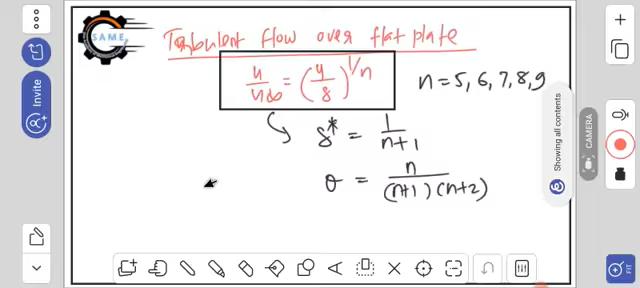 S.A.M.E.
Turbulent flow over flat plate
u/u∞ = (y/δ)^1/n
n = 5, 6, 7, 8, 9
δ* = 1/(n+1)
θ = n/((n+1)(n+2))
Invite
Showing all contents
CAMERA
FIT